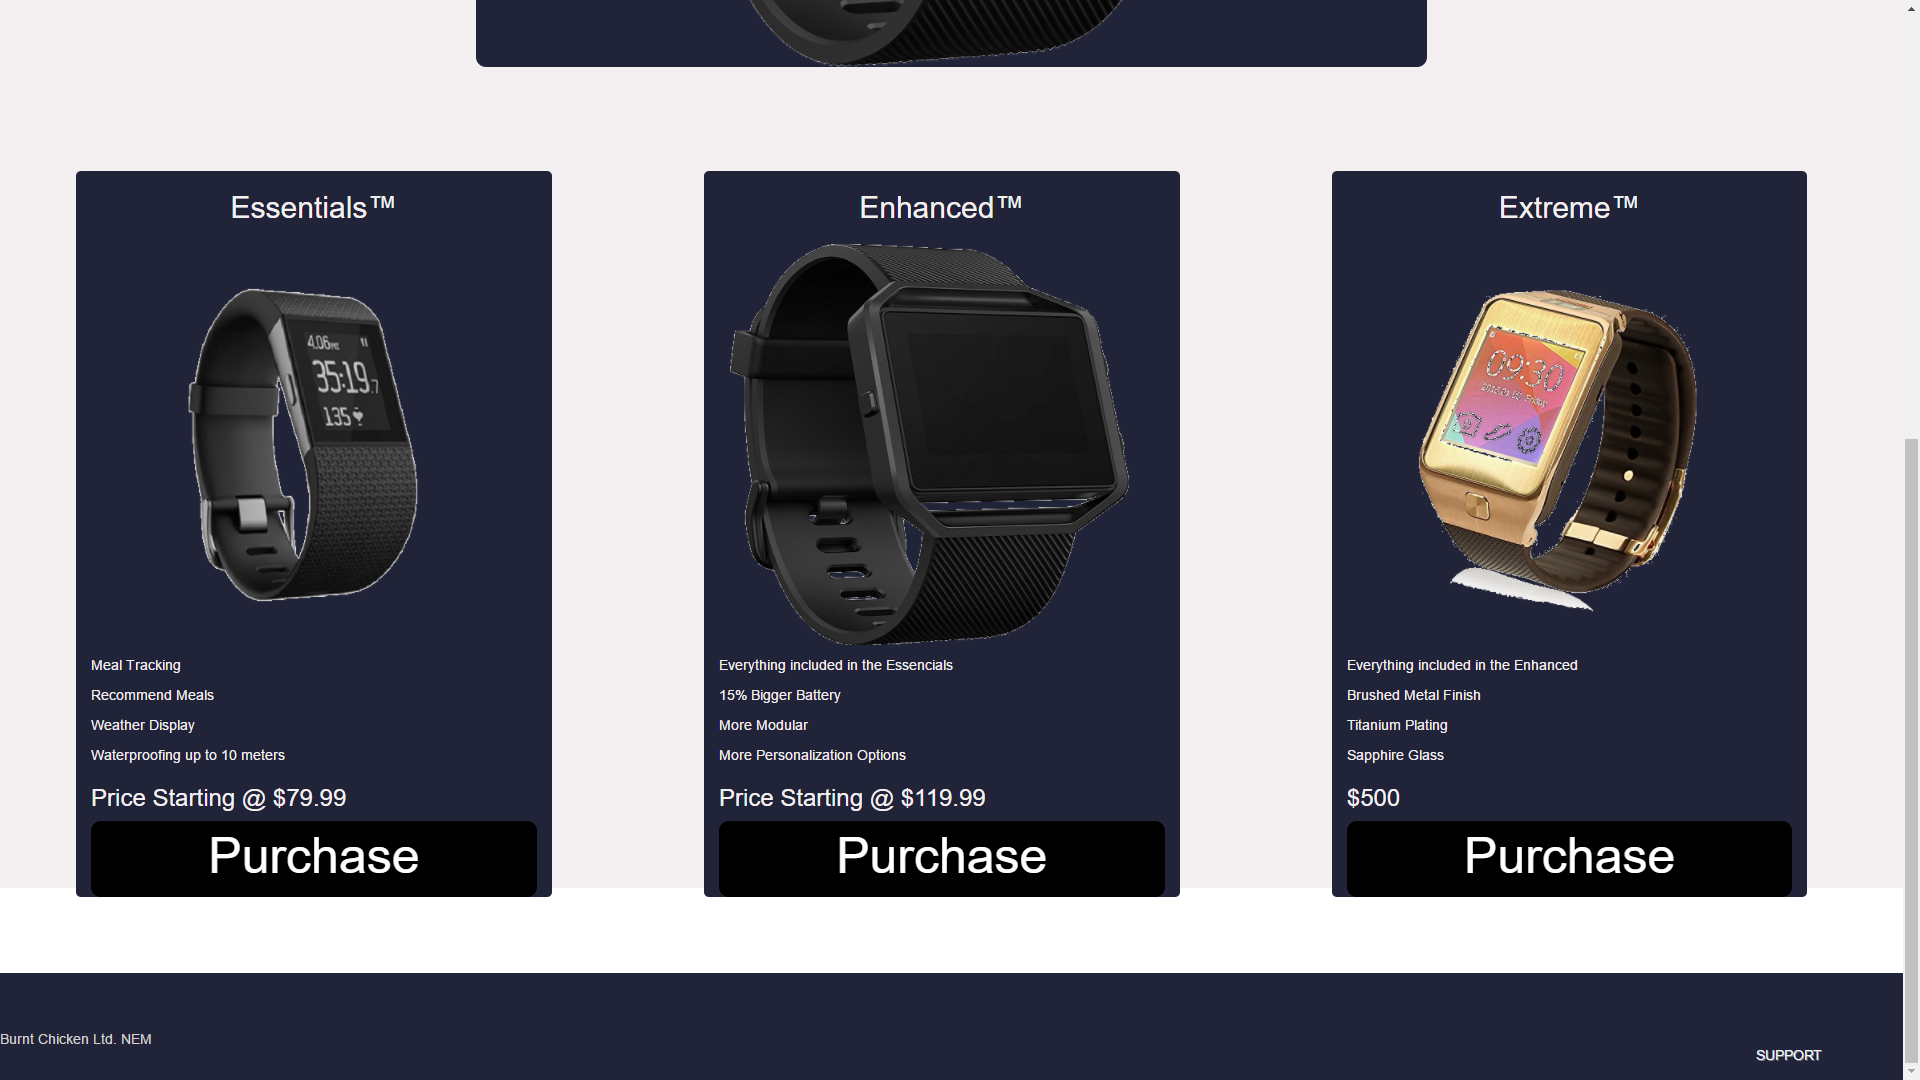 Essentials™
4.06MI
35:19.7
135
Meal Tracking
Recommend Meals
Weather Display
Waterproofing up to 10 meters
Price Starting @ $79.99
Purchase
Enhanced™
Everything included in the Essencials
15% Bigger Battery
More Modular
More Personalization Options
Price Starting @ $119.99
Purchase
Extreme™
09:30
Friday
Everything included in the Enhanced
Brushed Metal Finish
Titanium Plating
Sapphire Glass
$500
Purchase
Burnt Chicken Ltd. NEM
SUPPORT